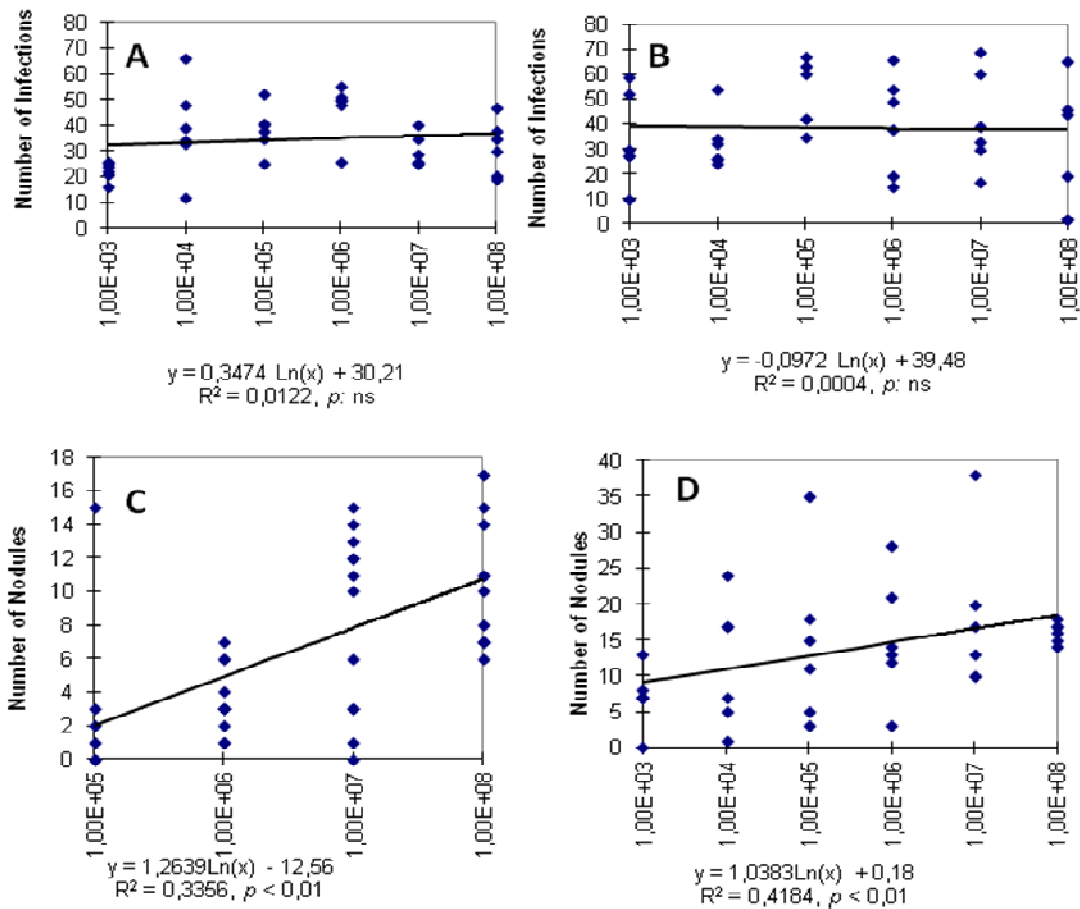 A
Number of Infections
80
70
60
50
40
30
20
10
0
1,00E+03
1,00E+04
1,00E+05
1,00E+06
1,00E+07
1,00E+08
y = 0,3474 Ln(x) + 30,21
R² = 0,0122, p: ns
B
Number of Infections
80
70
60
50
40
30
20
10
0
1,00E+03
1,00E+04
1,00E+05
1,00E+06
1,00E+07
1,00E+08
y = -0,0972 Ln(x) + 39,48
R² = 0,0004, p: ns
C
Number of Nodules
18
16
14
12
10
8
6
4
2
0
1,00E+05
1,00E+06
1,00E+07
1,00E+08
y = 1,2639Ln(x) - 12,56
R² = 0,3356, p < 0,01
D
Number of Nodules
40
35
30
25
20
15
10
5
0
1,00E+03
1,00E+04
1,00E+05
1,00E+06
1,00E+07
1,00E+08
y = 1,0383Ln(x) + 0,18
R² = 0,4184, p < 0,01